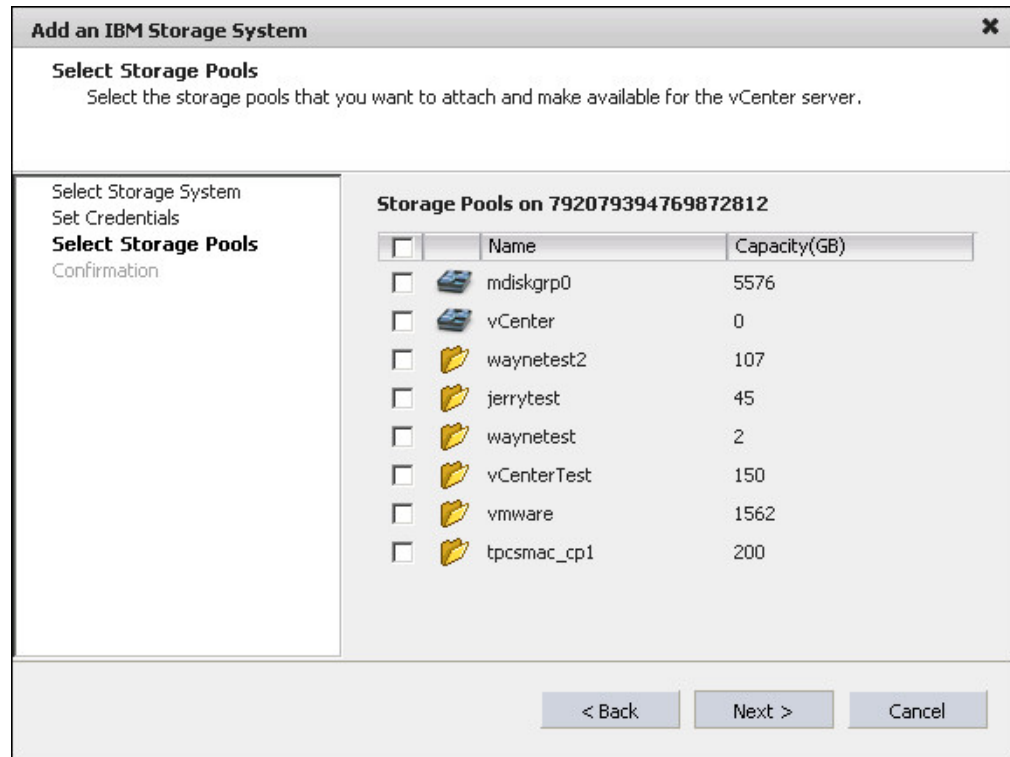 Add an IBM Storage System
Select Storage Pools
Select the storage pools that you want to attach and make available for the vCenter server.
Select Storage System
Set Credentials
Select Storage Pools
Confirmation
Storage Pools on 792079394769872812
Name Capacity(GB)
mdiskgrp0 5576
vCenter 0
waynetest2 107
jerrytest 45
waynetest 2
vCenterTest 150
vmware 1562
tpcsmac_cp1 200
< Back Next > Cancel